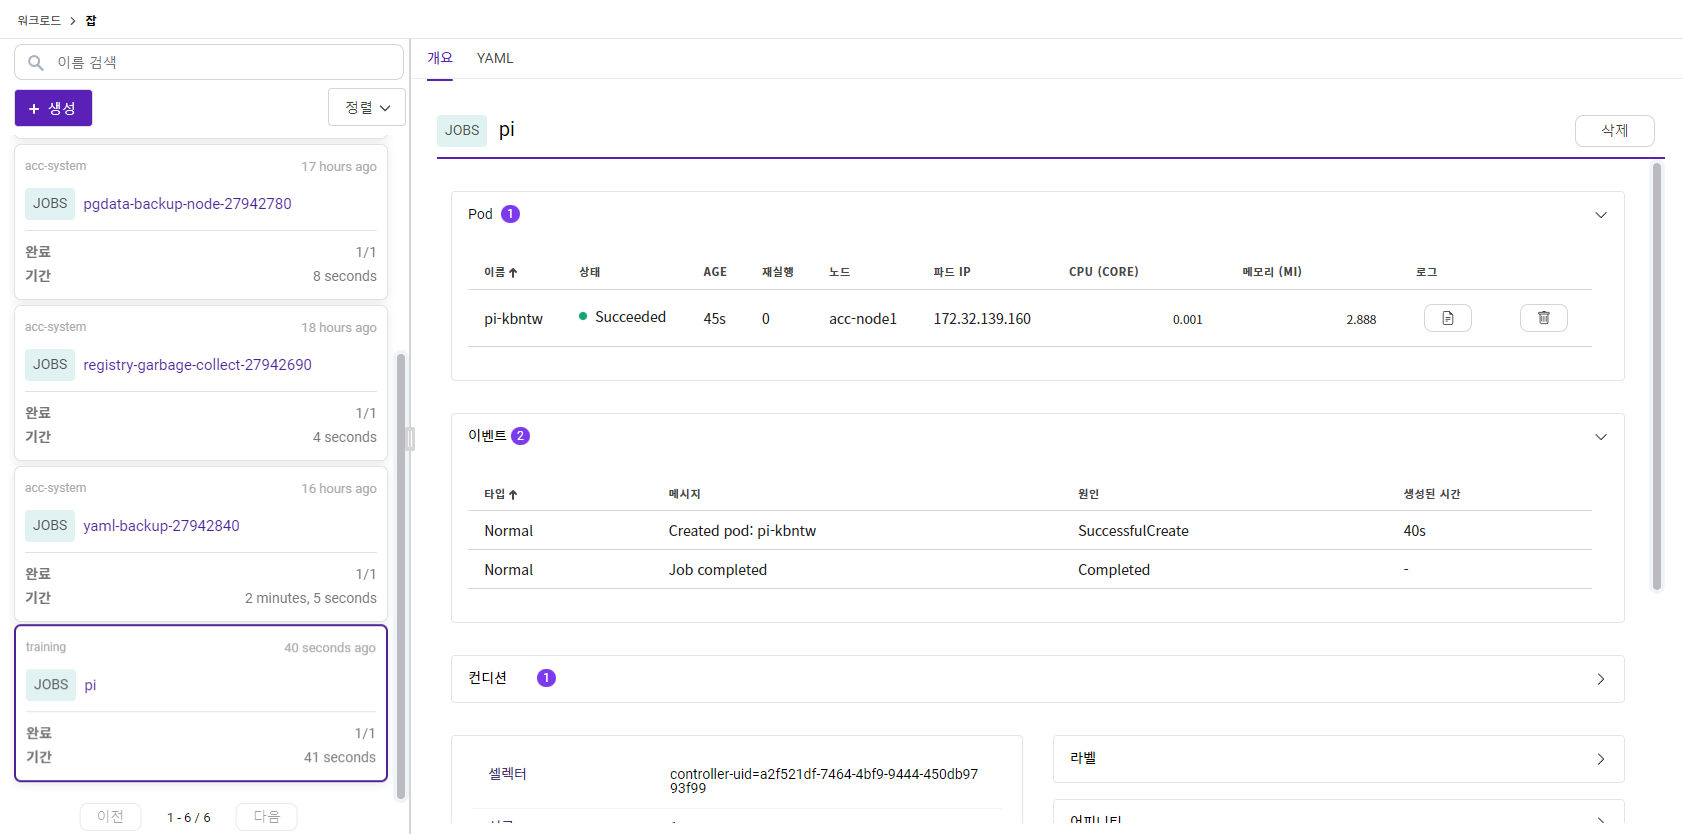 워크로드 > 잡
이름 검색
+ 생성
정렬
acc-system 17 hours ago
JOBS pgdata-backup-node-27942780
완료 1/1
기간 8 seconds
acc-system 18 hours ago
JOBS registry-garbage-collect-27942690
완료 1/1
기간 4 seconds
acc-system 16 hours ago
JOBS yaml-backup-27942840
완료 1/1
기간 2 minutes, 5 seconds
training 40 seconds ago
JOBS pi
완료 1/1
기간 41 seconds
이전 1 - 6 / 6 다음
개요 YAML
JOBS pi 삭제
Pod 1
이름 상태 AGE 재실행 노드 파드 IP CPU (CORE) 메모리 (MI) 로그
pi-kbntw Succeeded 45s 0 acc-node1 172.32.139.160 0.001 2.888
이벤트 2
타입 메시지 원인 생성된 시간
Normal Created pod: pi-kbntw SuccessfulCreate 40s
Normal Job completed Completed -
컨디션 1
셀렉터 controller-uid=a2f521df-7464-4bf9-9444-450db97
93f99
라벨
어피니티